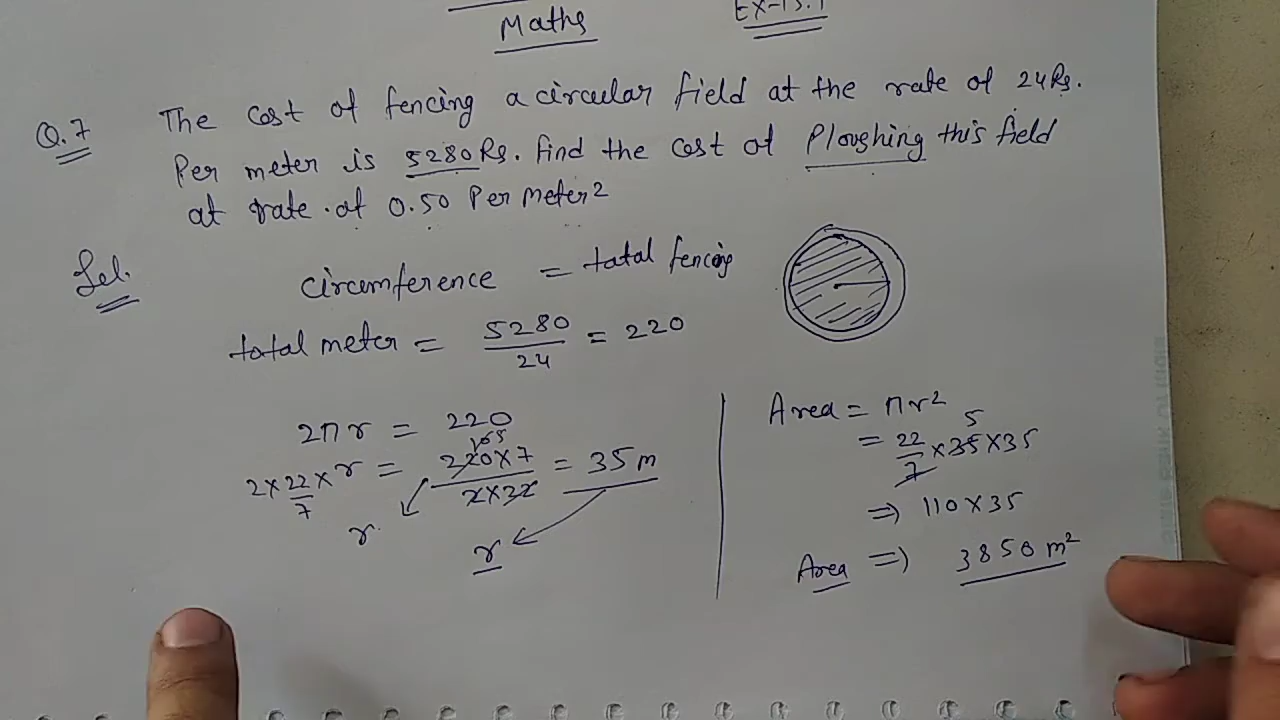 Maths
Ex-13.1
Q.7 The cost of fencing a circular field at the rate of 24Rs.
Per meter is 5280 Rs. find the cost of Ploughing this field
at rate of 0.50 Per meter2
Sol.
circumference = total fencing
total meter = 5280/24 = 220
2πr = 220
2×22/7×r = 220×7/2×22 = 35m
r
r
Area = πr²
= 22/7 ×35×35
5
⇒ 110×35
Area ⇒ 3850 m²